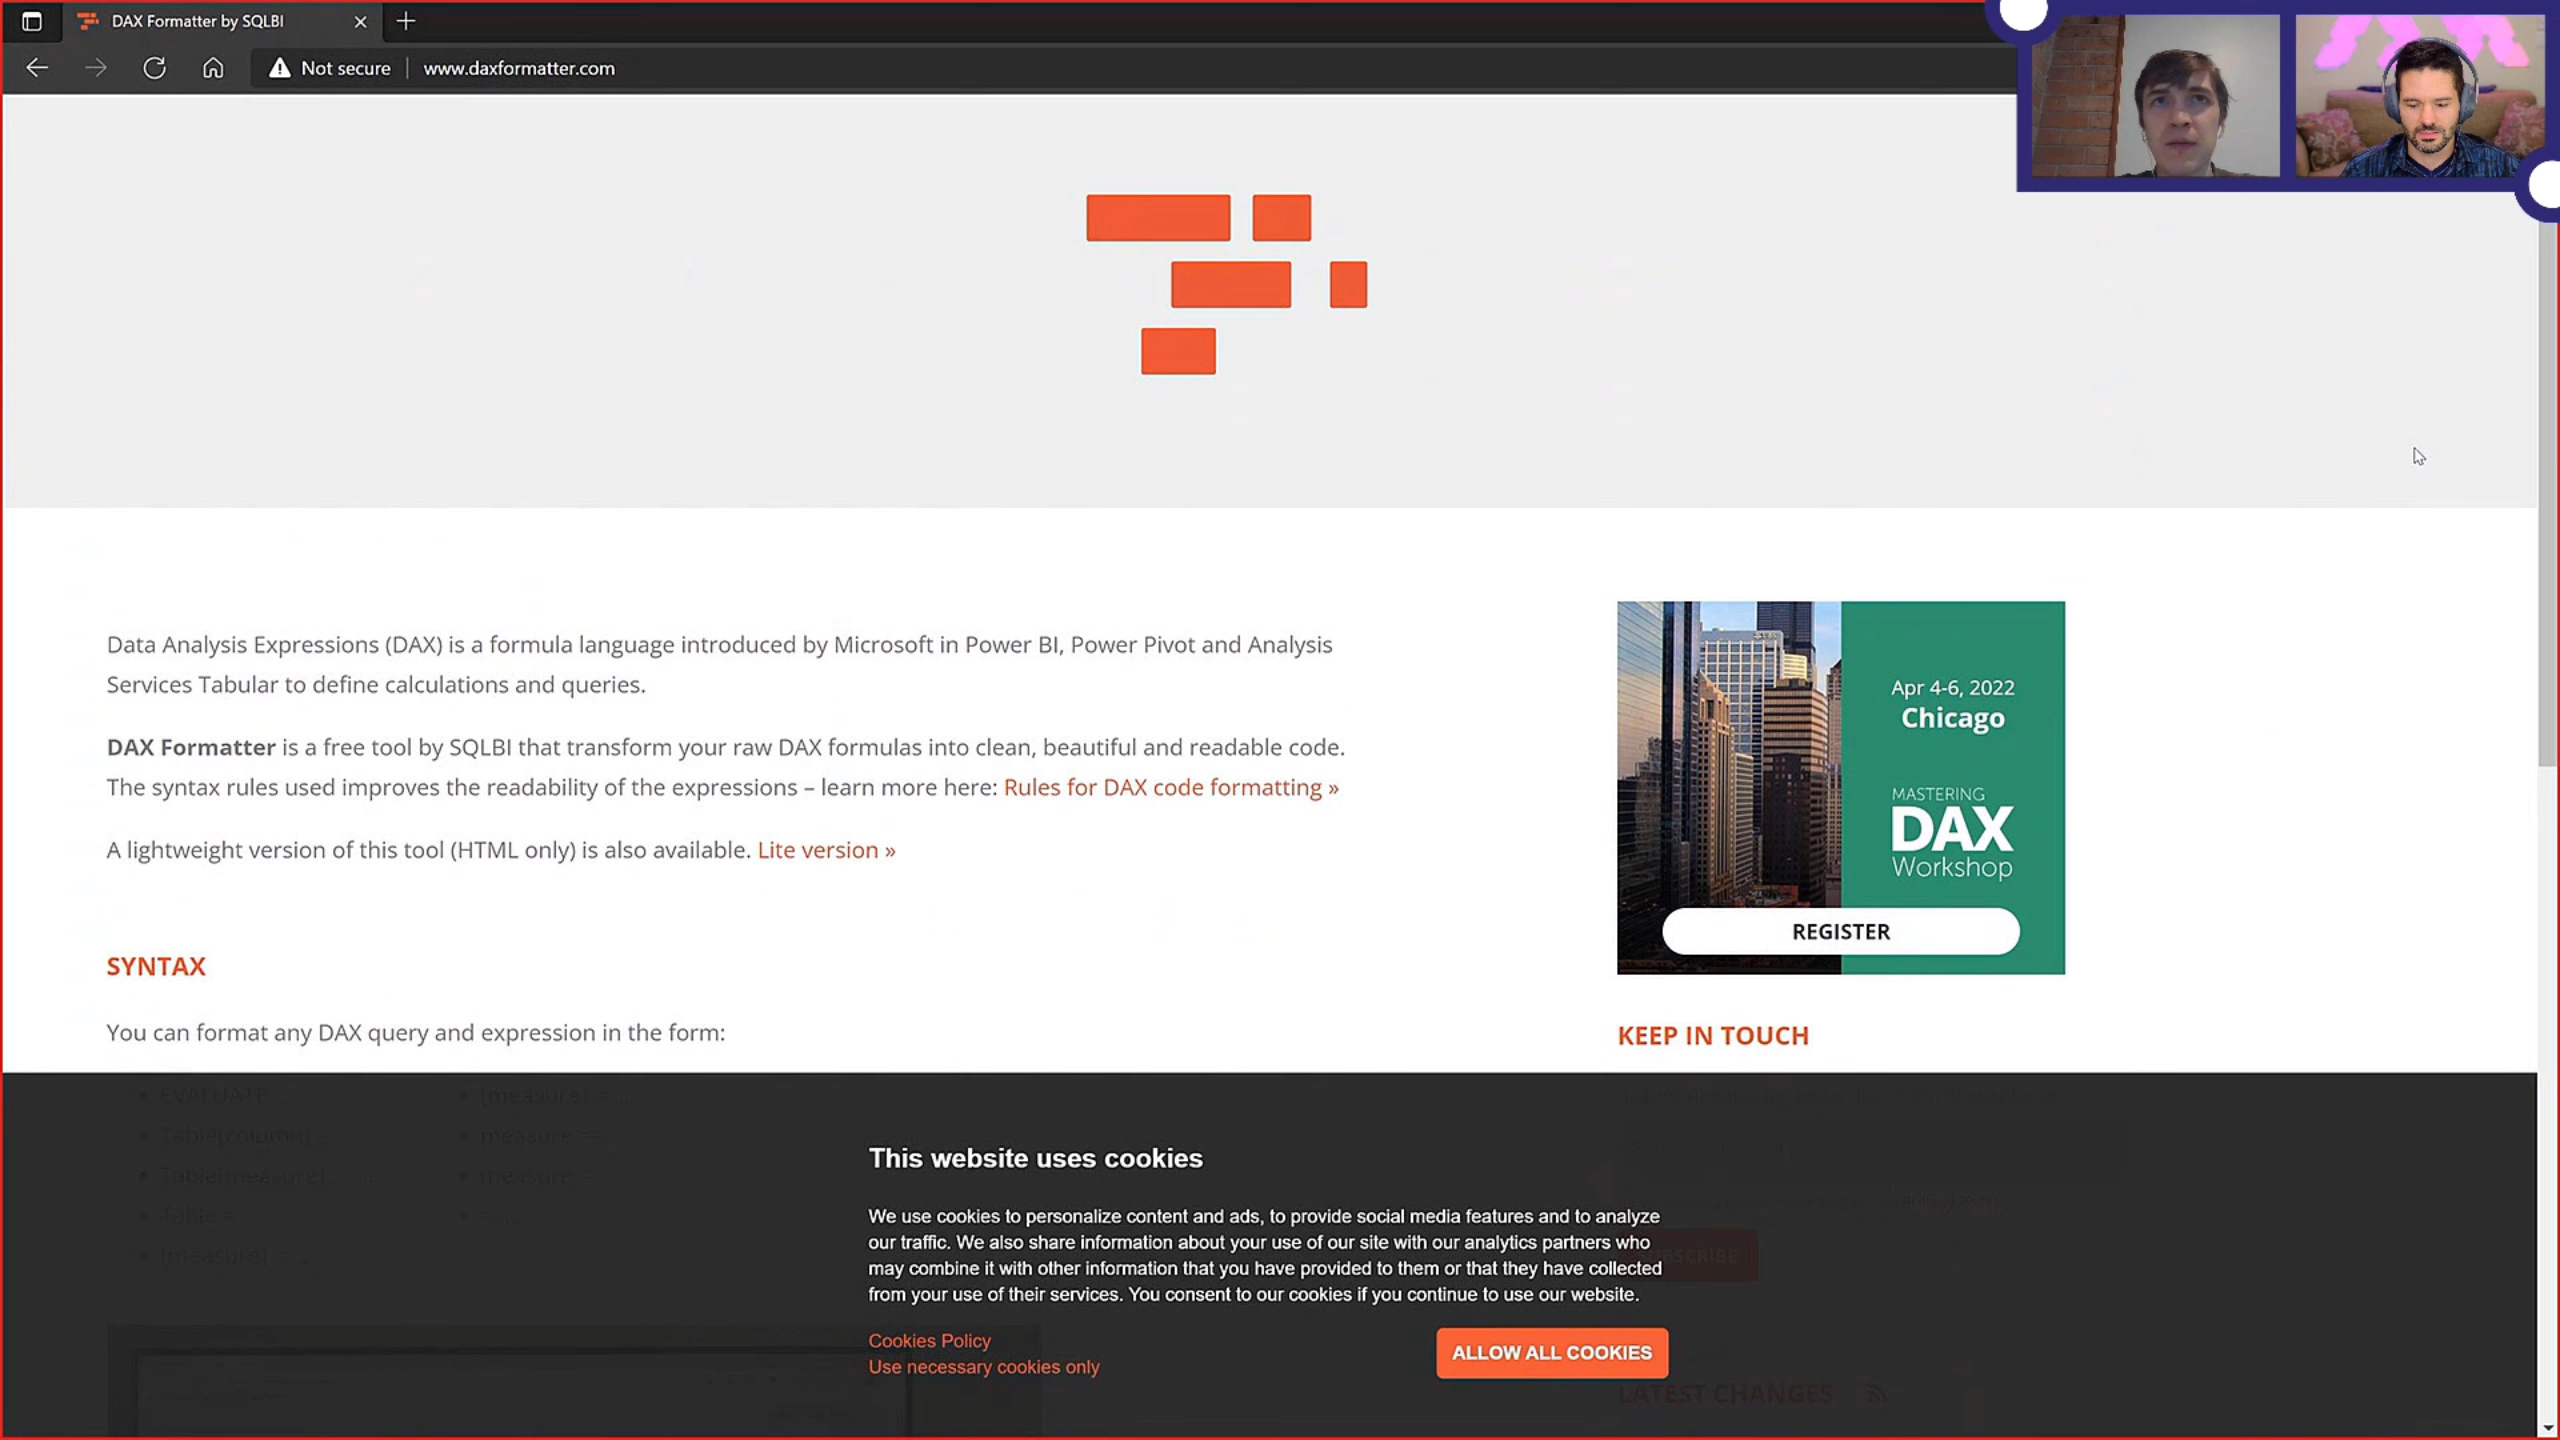 DAX Formatter by SQLBI
Not secure
www.daxformatter.com
Data Analysis Expressions (DAX) is a formula language introduced by Microsoft in Power BI, Power Pivot and Analysis
Services Tabular to define calculations and queries.
DAX Formatter is a free tool by SQLBI that transform your raw DAX formulas into clean, beautiful and readable code.
The syntax rules used improves the readability of the expressions – learn more here: Rules for DAX code formatting »
A lightweight version of this tool (HTML only) is also available. Lite version »
Apr 4-6, 2022
Chicago
MASTERING
DAX
Workshop
REGISTER
SYNTAX
You can format any DAX query and expression in the form:
KEEP IN TOUCH
EVALUATE ...
[measure] = ...
This website uses cookies
We use cookies to personalize content and ads, to provide social media features and to analyze
our traffic. We also share information about your use of our site with our analytics partners who
may combine it with other information that you have provided to them or that they have collected
from your use of their services. You consent to our cookies if you continue to use our website.
SUBSCRIBE
Cookies Policy
Use necessary cookies only
ALLOW ALL COOKIES
LATEST CHANGES